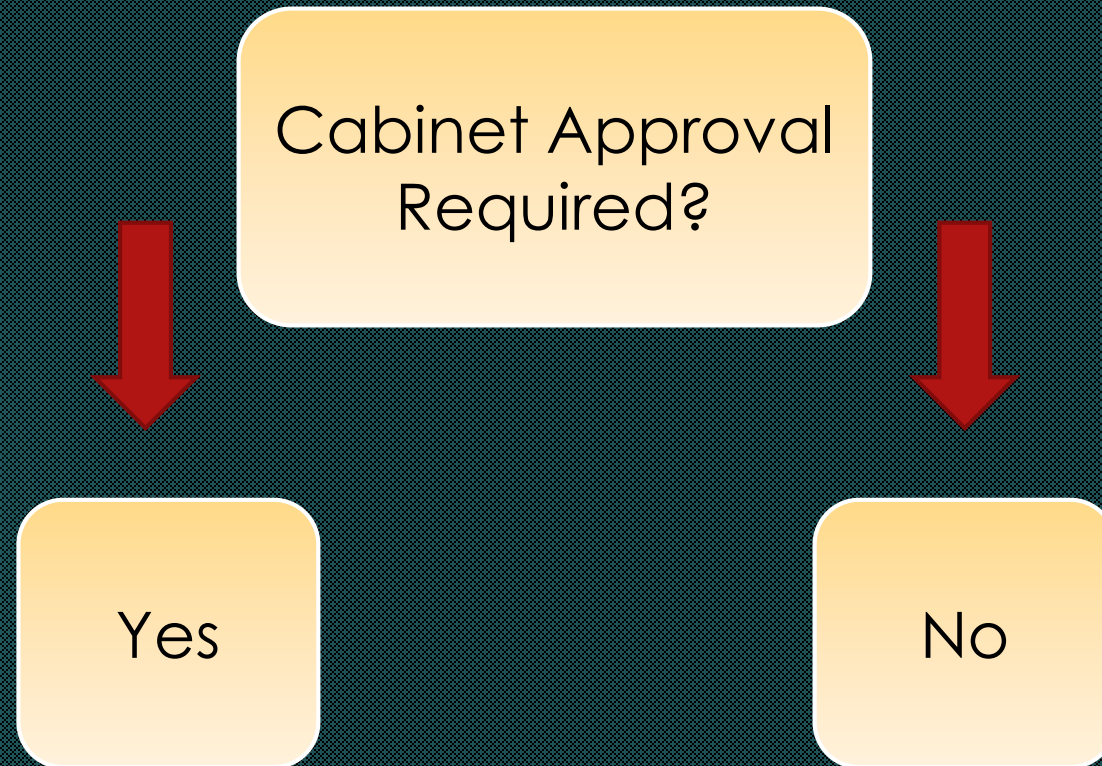 Cabinet Approval
Required?
Yes
No